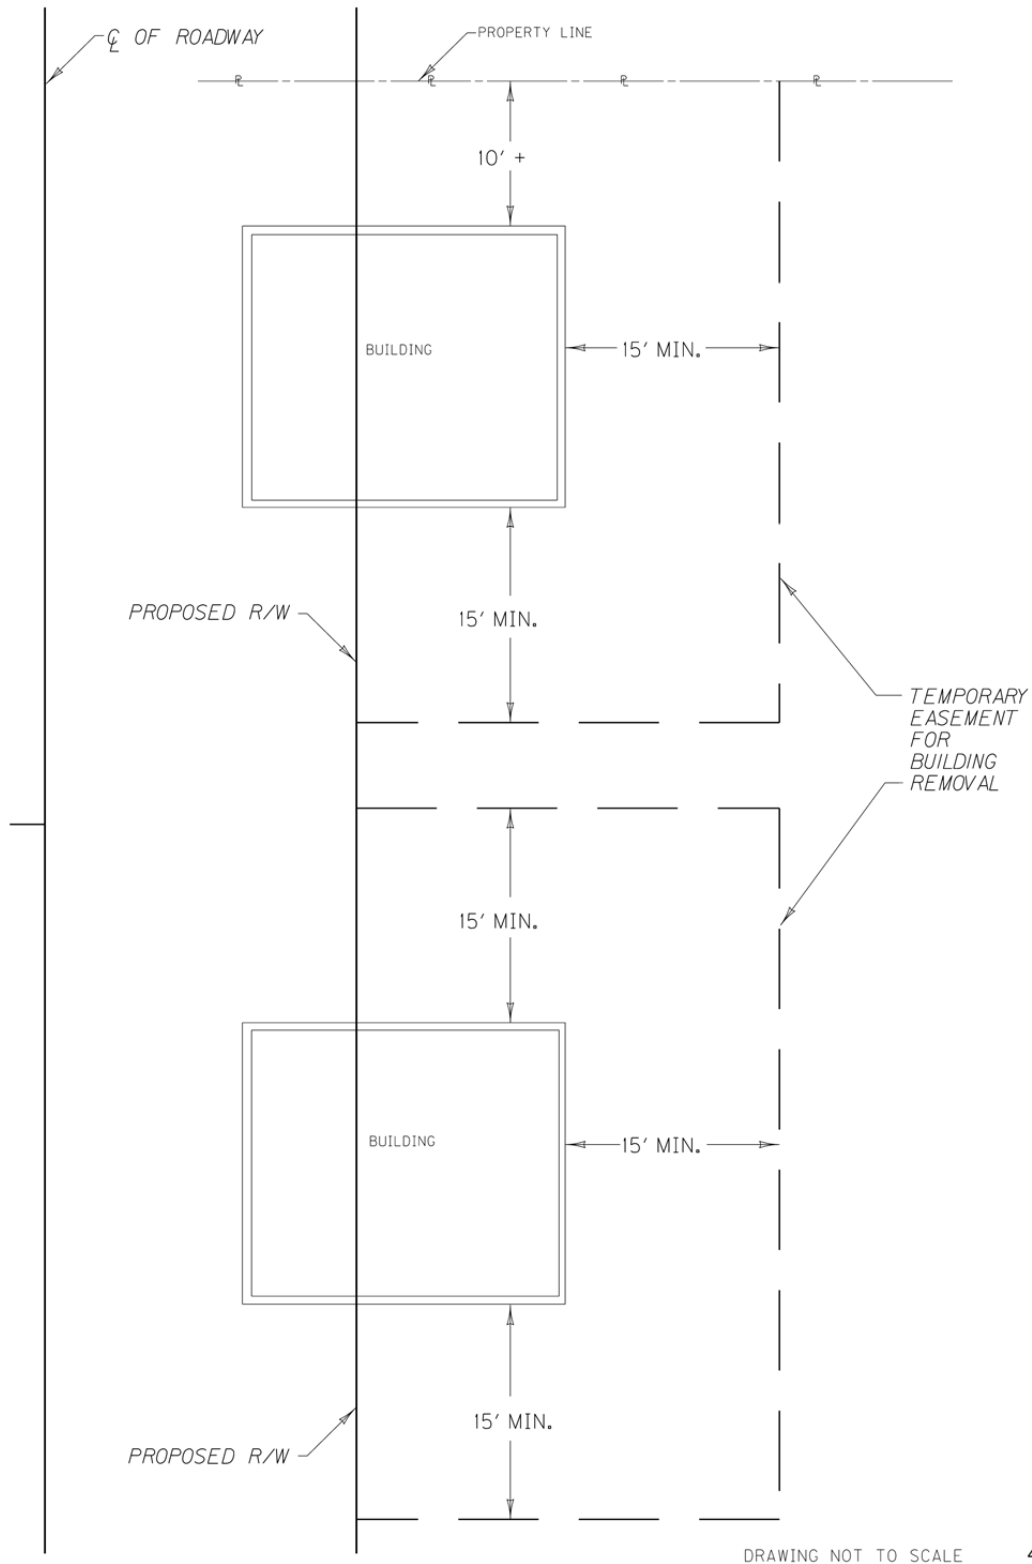 ℄ OF ROADWAY
PROPERTY LINE
⅊ ⅊ ⅊ ⅊
10' +
BUILDING
15' MIN.
15' MIN.
PROPOSED R/W
TEMPORARY
EASEMENT
FOR
BUILDING
REMOVAL
15' MIN.
BUILDING
15' MIN.
15' MIN.
PROPOSED R/W
DRAWING NOT TO SCALE